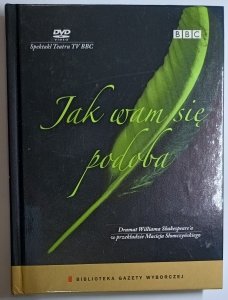 DVD
VIDEO
Spektakl Teatru TV BBC
BBC
Jak wam się
podoba
Dramat Williama Shakespeare'a
w przekładzie Macieja Słomczyńskiego
BIBLIOTEKA GAZETY WYBORCZEJ